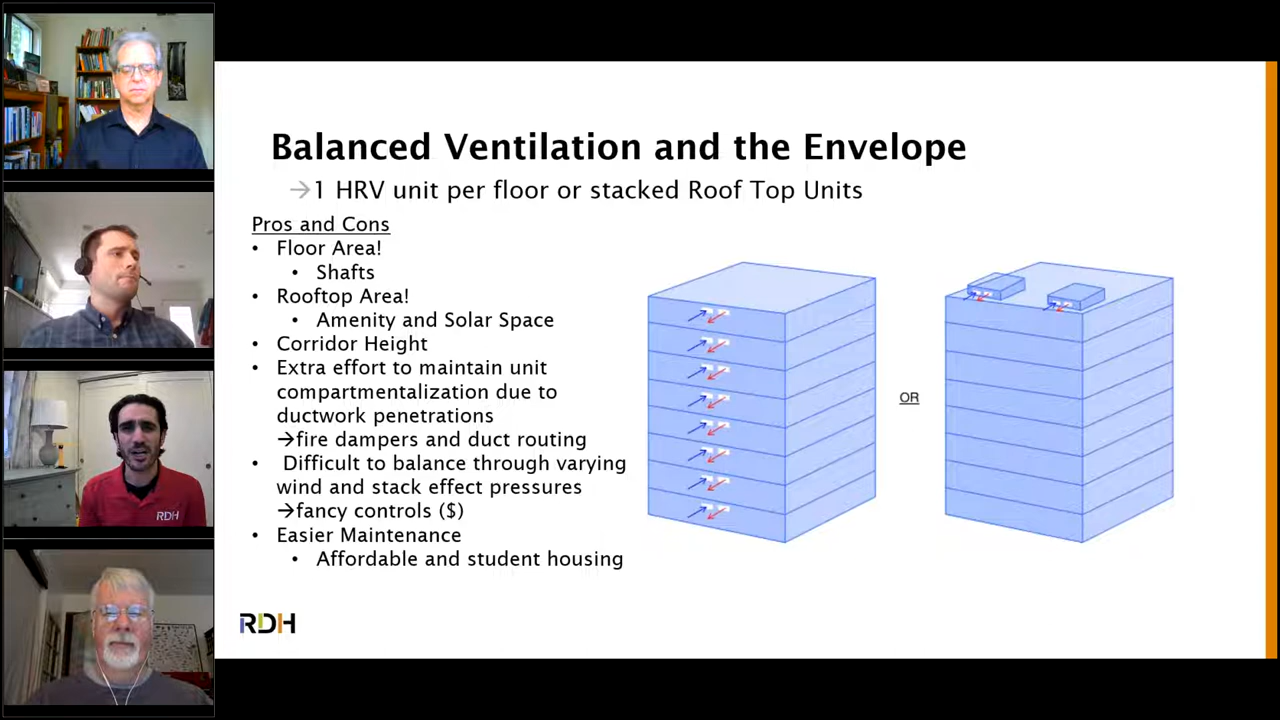 Balanced Ventilation and the Envelope
→1 HRV unit per floor or stacked Roof Top Units
Pros and Cons
• Floor Area!
• Shafts
• Rooftop Area!
• Amenity and Solar Space
• Corridor Height
• Extra effort to maintain unit
compartmentalization due to
ductwork penetrations
→fire dampers and duct routing
• Difficult to balance through varying
wind and stack effect pressures
→fancy controls ($)
• Easier Maintenance
• Affordable and student housing
OR
RDH
RDH